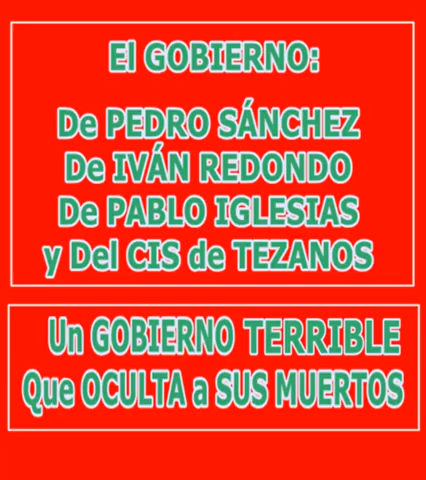 El GOBIERNO:
De PEDRO SÁNCHEZ
De IVÁN REDONDO
De PABLO IGLESIAS
y Del CIS de TEZANOS
Un GOBIERNO TERRIBLE
Que OCULTA a SUS MUERTOS